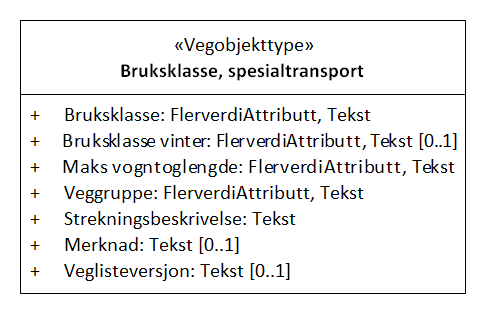 «Vegobjekttype»
Bruksklasse, spesialtransport
+ Bruksklasse: FlerverdiAttributt, Tekst
+ Bruksklasse vinter: FlerverdiAttributt, Tekst [0..1]
+ Maks vogntoglengde: FlerverdiAttributt, Tekst
+ Veggruppe: FlerverdiAttributt, Tekst
+ Strekningsbeskrivelse: Tekst
+ Merknad: Tekst [0..1]
+ Veglisteversjon: Tekst [0..1]